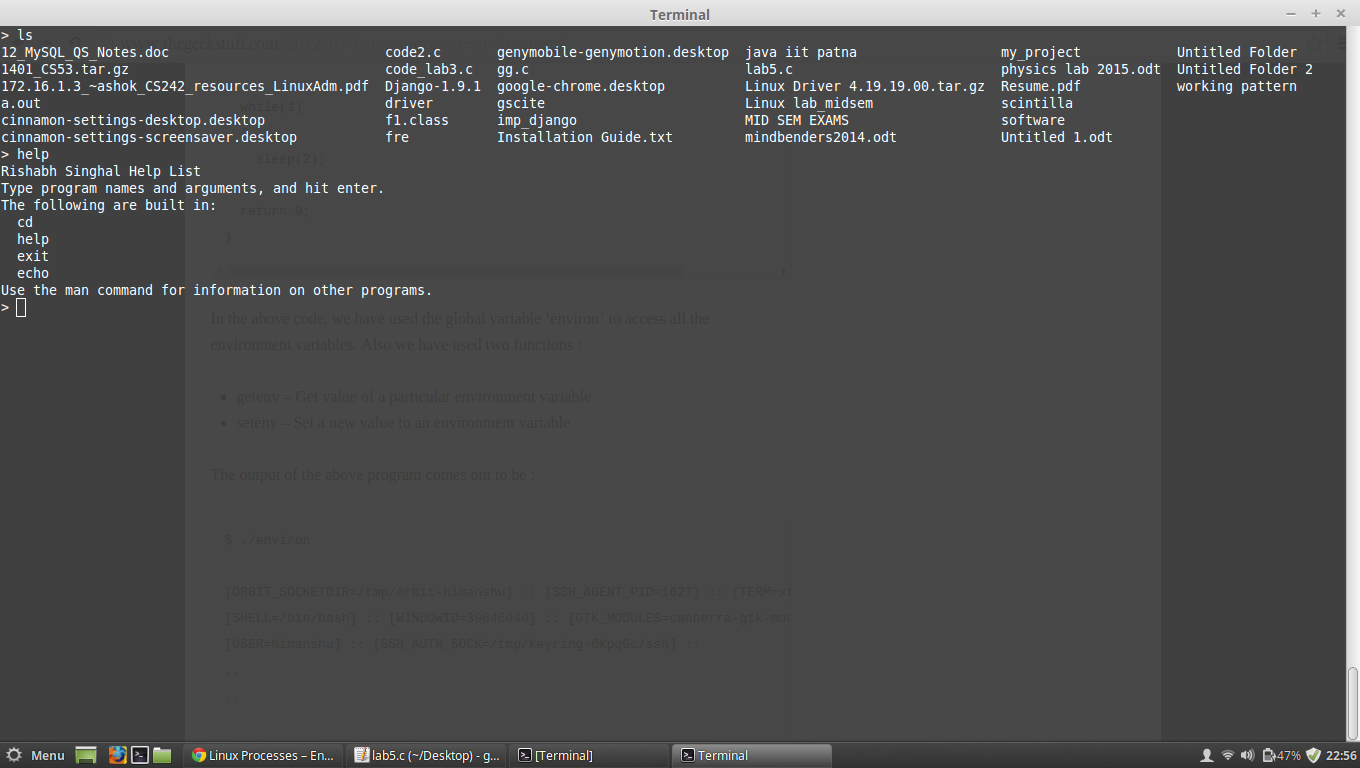 Terminal
> ls
12_MySQL_QS_Notes.doc code2.c genymobile-genymotion.desktop java iit patna my_project Untitled Folder
1401_CS53.tar.gz code_lab3.c gg.c lab5.c physics lab 2015.odt Untitled Folder 2
172.16.1.3_~ashok_CS242_resources_LinuxAdm.pdf Django-1.9.1 google-chrome.desktop Linux Driver 4.19.19.00.tar.gz Resume.pdf working pattern
a.out driver gscite Linux lab_midsem scintilla
cinnamon-settings-desktop.desktop f1.class imp_django MID SEM EXAMS software
cinnamon-settings-screensaver.desktop fre Installation Guide.txt mindbenders2014.odt Untitled 1.odt
> help
Rishabh Singhal Help List
Type program names and arguments, and hit enter.
The following are built in:
cd
help
exit
echo
Use the man command for information on other programs.
>
while(1)
sleep(2);
return 0;
}
In the above code, we have used the global variable ‘environ’ to access all the
environment variables. Also we have used two functions :
• getenv – Get value of a particular environment variable
• setenv – Set a new value to an environment variable
The output of the above program comes out to be :
$ ./environ
[ORBIT_SOCKETDIR=/tmp/orbit-himanshu] :: [SSH_AGENT_PID=1627] :: [TERM=xt
[SHELL=/bin/bash] :: [WINDOWID=39846040] :: [GTK_MODULES=canberra-gtk-mod
[USER=himanshu] :: [SSH_AUTH_SOCK=/tmp/keyring-6kpqGc/ssh] ::
..
..
Menu Linux Processes – En... lab5.c (~/Desktop) - g... [Terminal] Terminal 47% 22:56